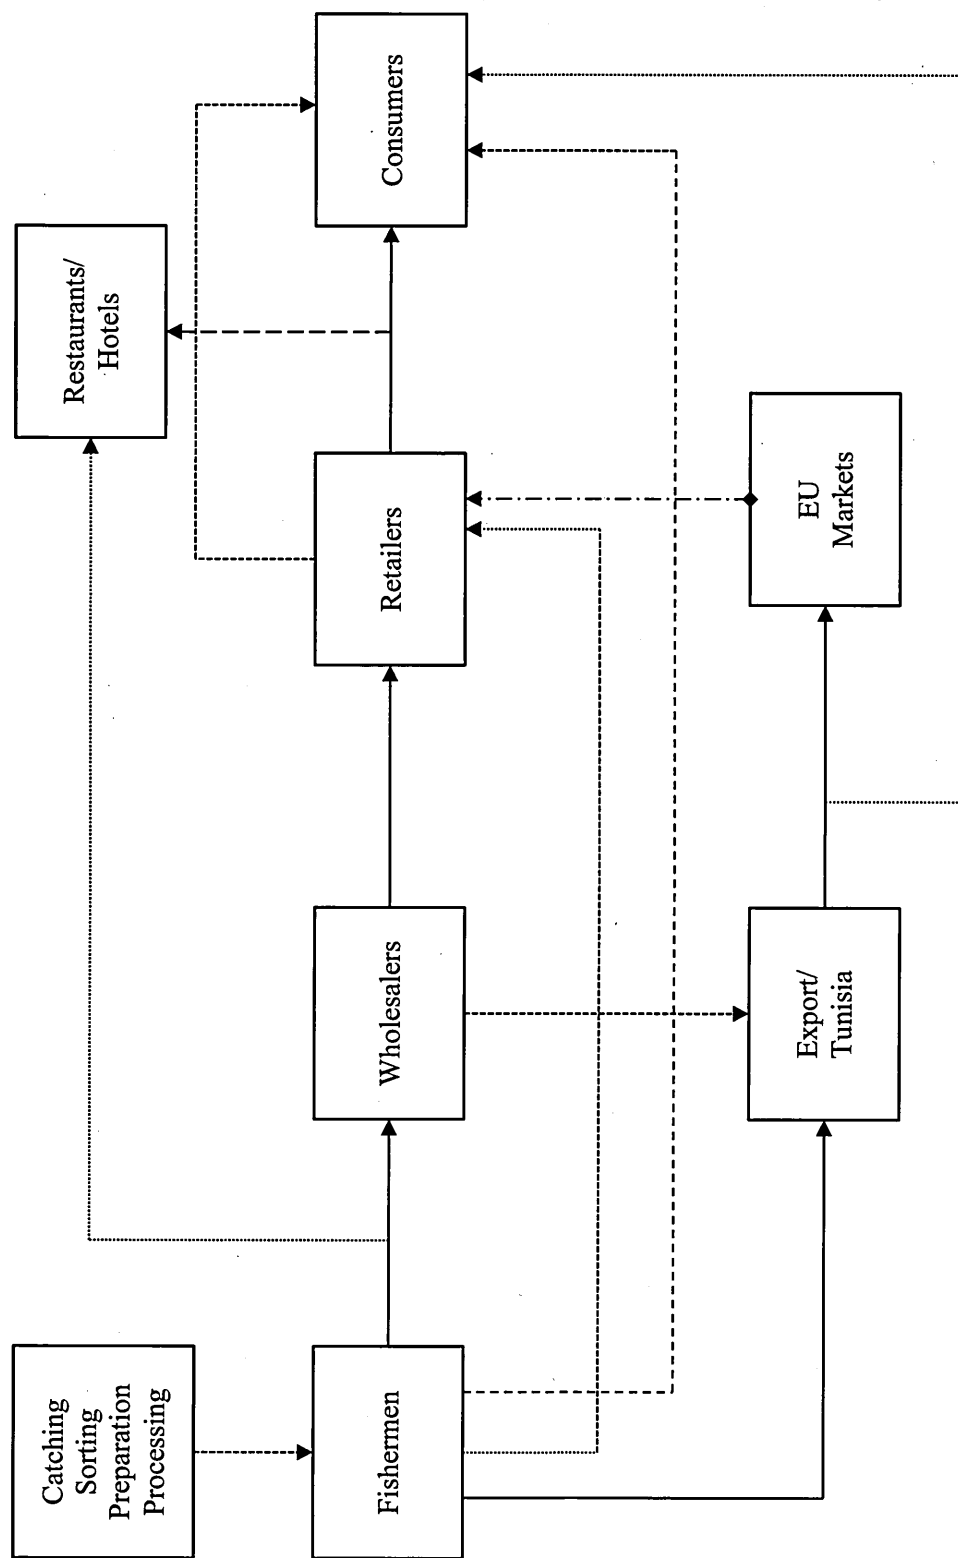 Catching
Sorting
Preparation
Processing
Restaurants/
Hotels
Fishermen
Wholesalers
Retailers
Consumers
Export/
Tunisia
EU
Markets